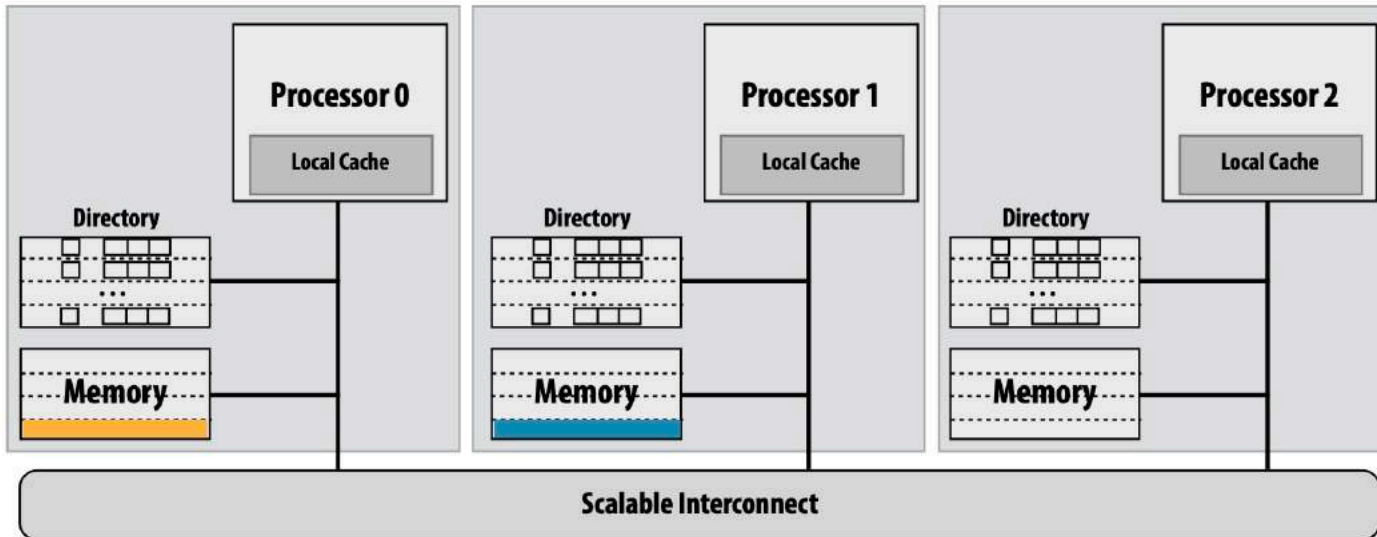 Processor 0
Local Cache
Directory
...
Memory
Processor 1
Local Cache
Directory
...
Memory
Processor 2
Local Cache
Directory
...
Memory
Scalable Interconnect